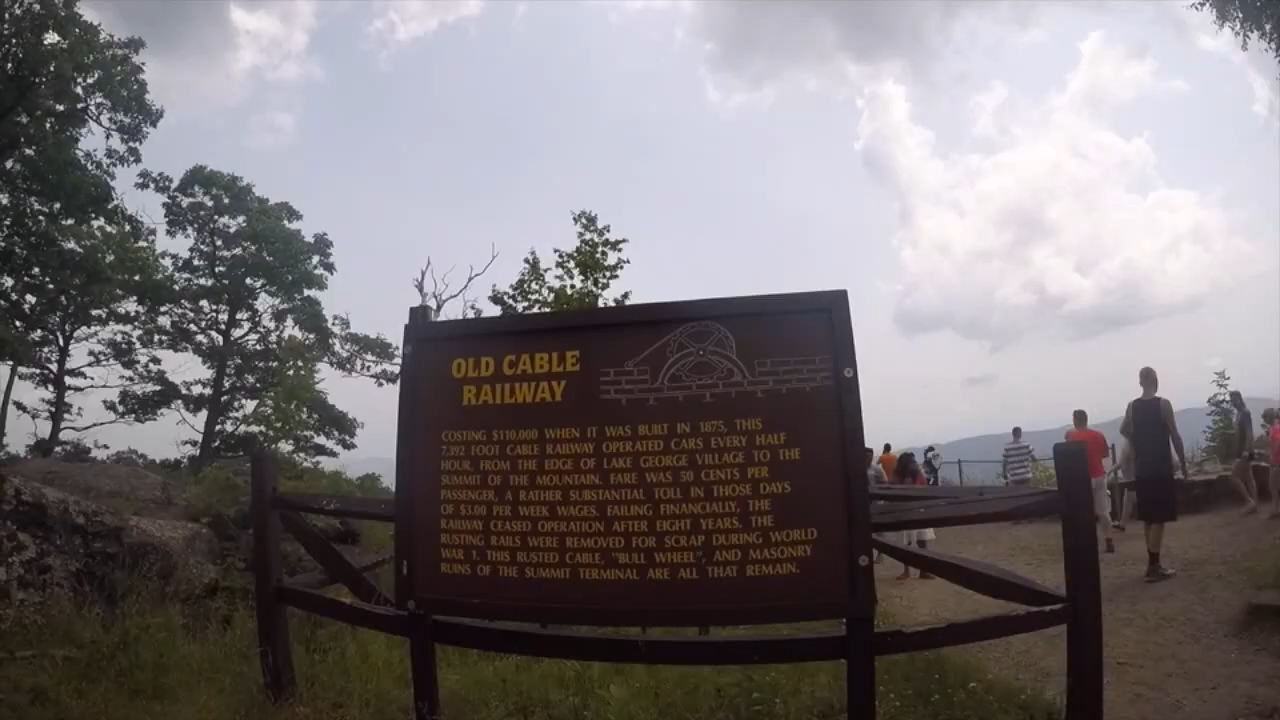 OLD CABLE
RAILWAY
COSTING $110,000 WHEN IT WAS BUILT IN 1875, THIS
7,392 FOOT CABLE RAILWAY OPERATED CARS EVERY HALF
HOUR, FROM THE EDGE OF LAKE GEORGE VILLAGE TO THE
SUMMIT OF THE MOUNTAIN. FARE WAS 50 CENTS PER
PASSENGER, A RATHER SUBSTANTIAL TOLL IN THOSE DAYS
OF $3.00 PER WEEK WAGES. FAILING FINANCIALLY, THE
RAILWAY CEASED OPERATION AFTER EIGHT YEARS. THE
RUSTING RAILS WERE REMOVED FOR SCRAP DURING WORLD
WAR 1. THIS RUSTED CABLE, "BULL WHEEL", AND MASONRY
RUINS OF THE SUMMIT TERMINAL ARE ALL THAT REMAIN.